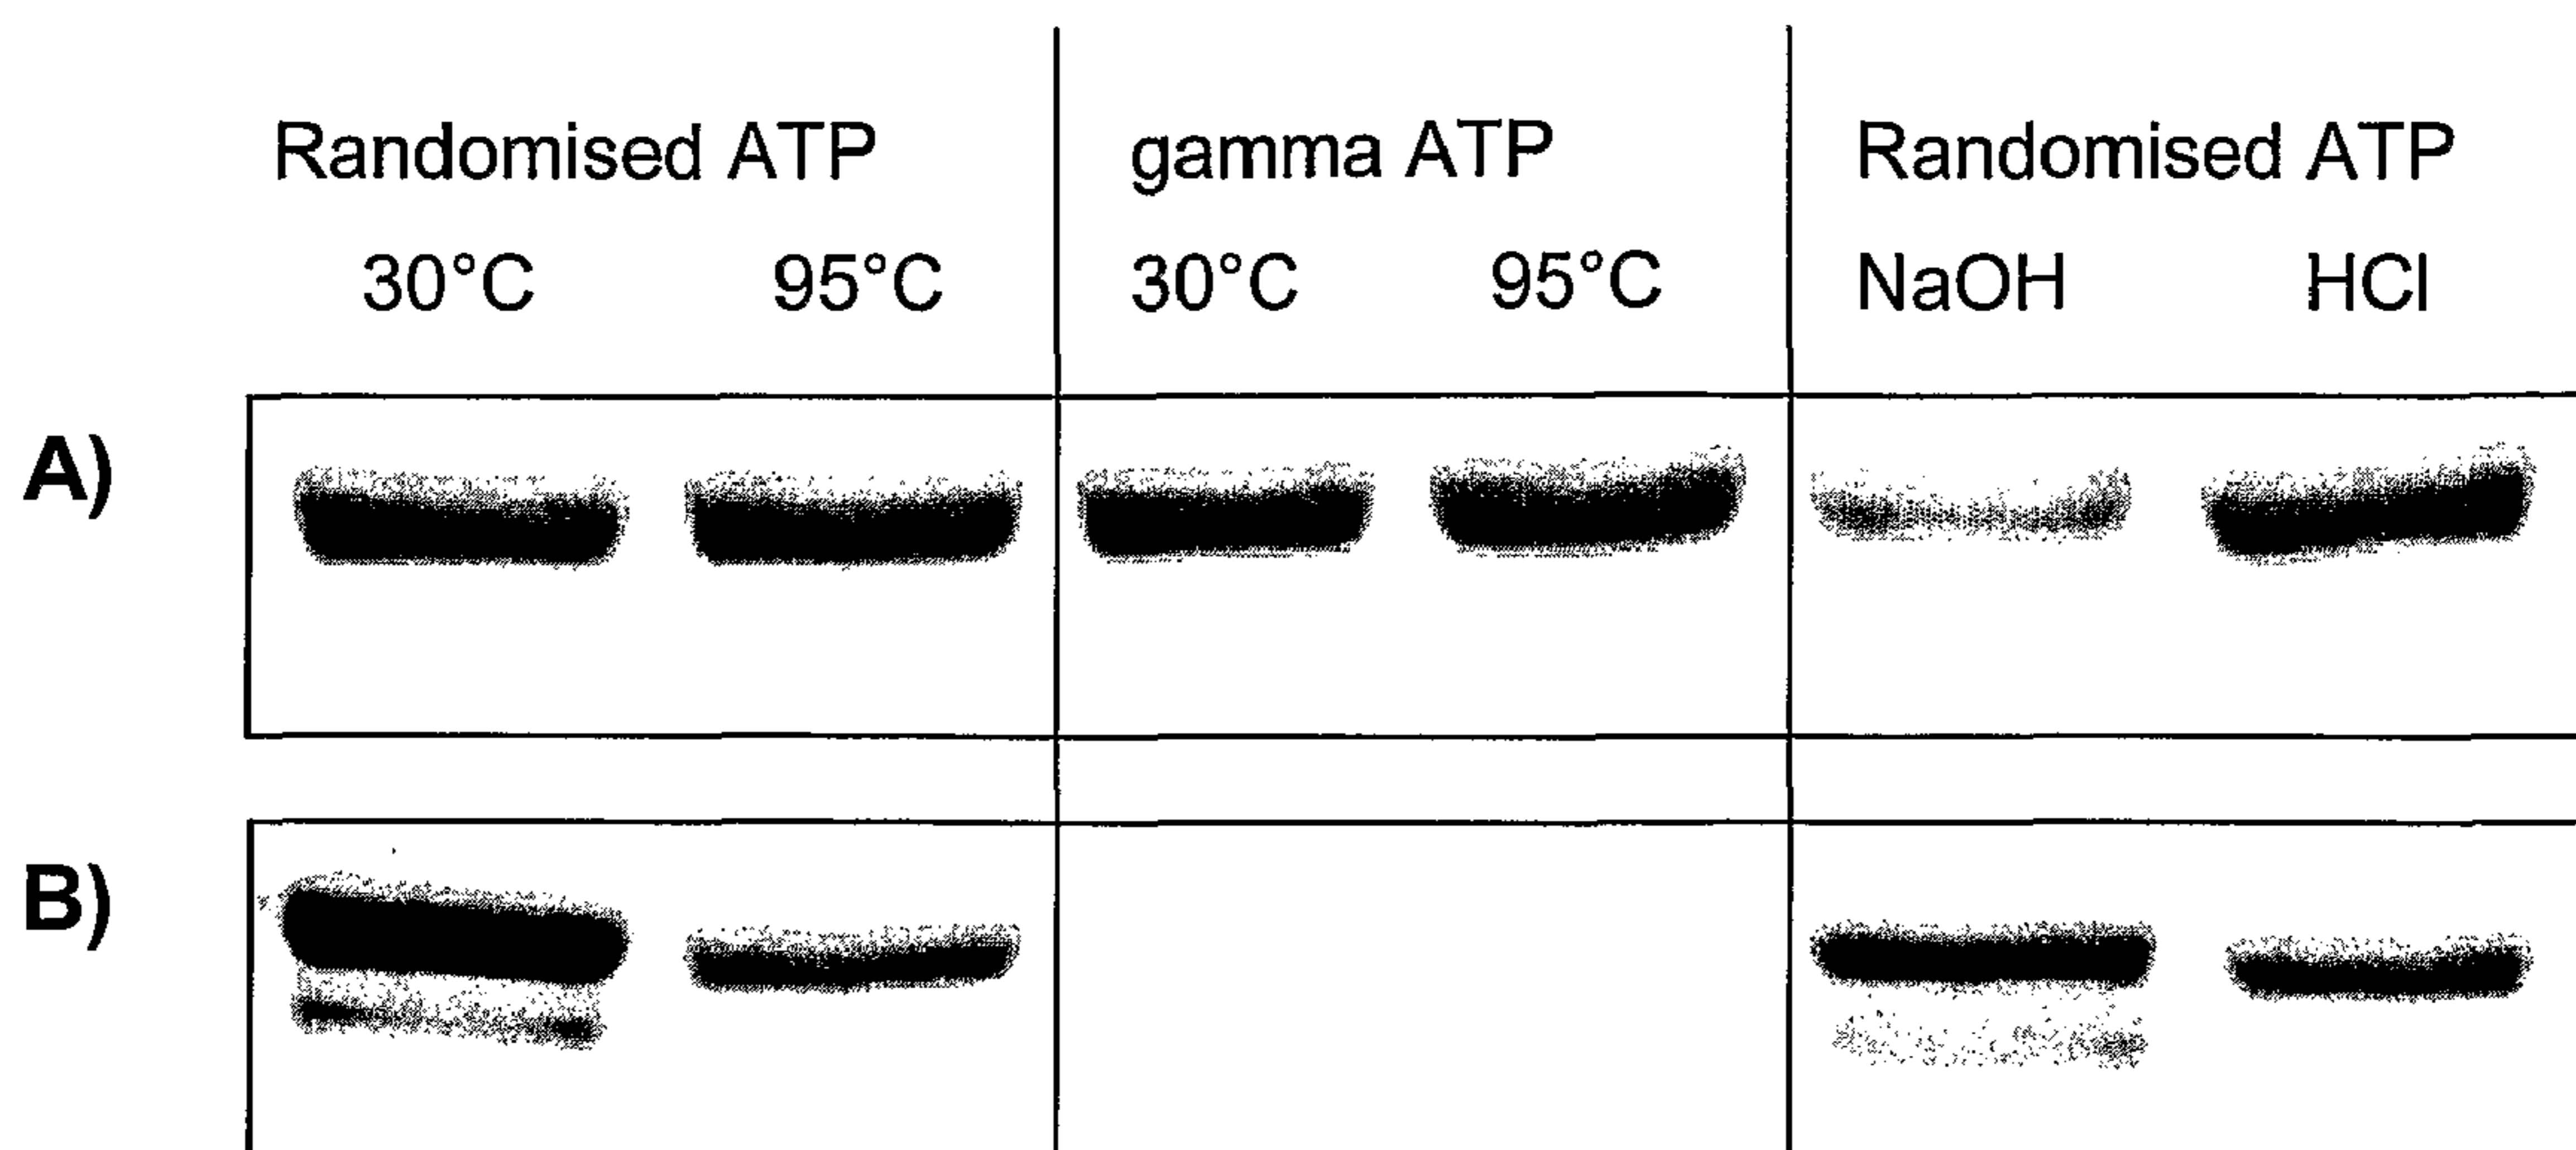 Randomised ATP gamma ATP Randomised ATP
30°C 95°C 30°C 95°C NaOH HCl
A)
B)